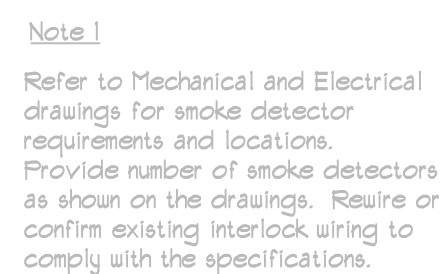 Note 1
Refer to Mechanical and Electrical
drawings for smoke detector
requirements and locations.
Provide number of smoke detectors
as shown on the drawings.  Rewire or
confirm existing interlock wiring to
comply with the specifications.